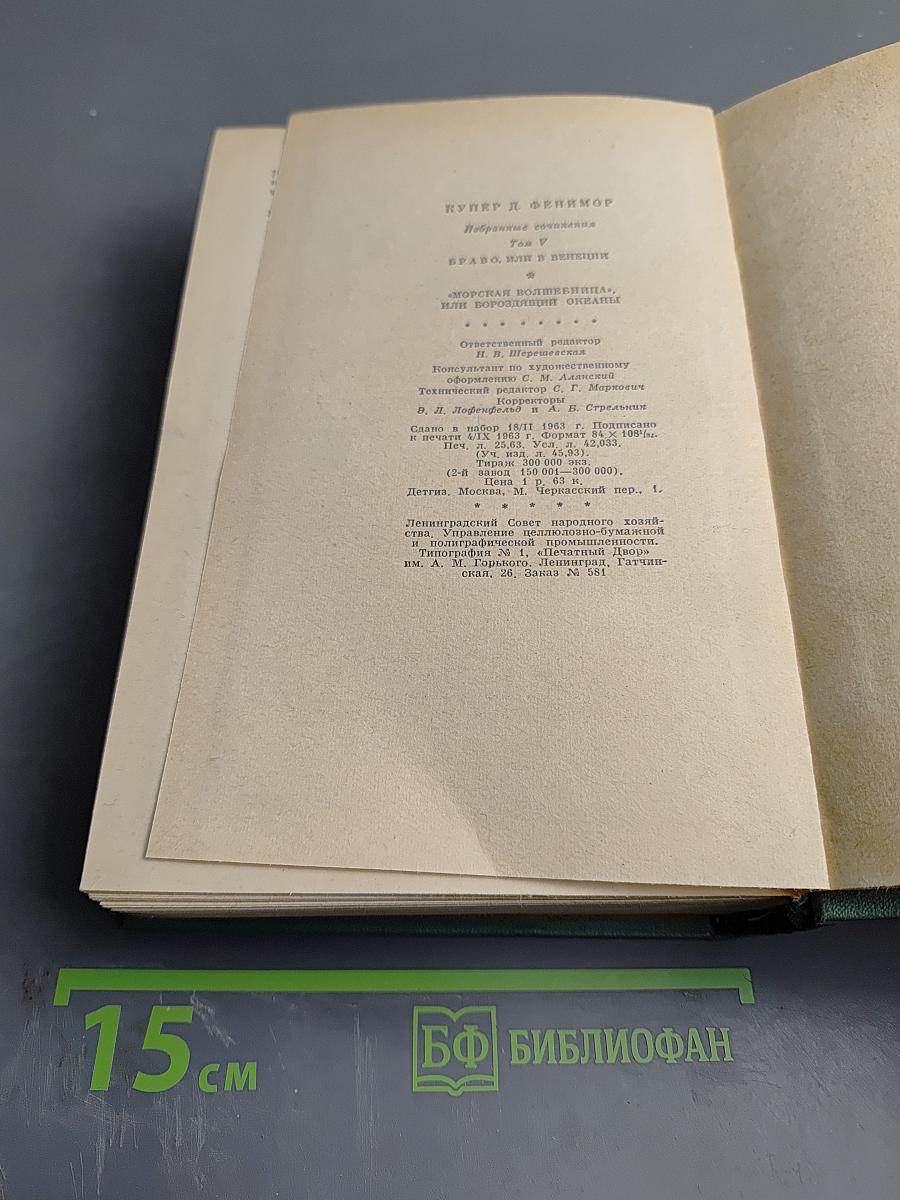 КУПЕР Д. ФЕНИМОР
Избранные сочинения
Том V
БРАВО, ИЛИ В ВЕНЕЦИИ
*
«МОРСКАЯ ВОЛШЕБНИЦА»,
ИЛИ БОРОЗДЯЩИЙ ОКЕАНЫ
Ответственный редактор
Н. В. Шерешевская
Консультант по художественному
оформлению С. М. Алянский
Технический редактор С. Г. Маркович
Корректоры
Э. Л. Лофенфельд и А. Б. Стрельник
Сдано в набор 18/II 1963 г. Подписано
к печати 4/IX 1963 г. Формат 84 × 108¹/₃₂.
Печ. л. 25,63. Усл. л. 42,033.
(Уч. изд. л. 45,93).
Тираж 300 000 экз.
(2-й завод 150 001—300 000).
Цена 1 р. 63 к.
Детгиз. Москва, М. Черкасский пер., 1.
* * * * *
Ленинградский Совет народного хозяй-
ства. Управление целлюлозно-бумажной
и полиграфической промышленности.
Типография № 1, «Печатный Двор»
им. А. М. Горького. Ленинград, Гатчин-
ская, 26. Заказ № 581
15 см
БФ БИБЛИОФАН